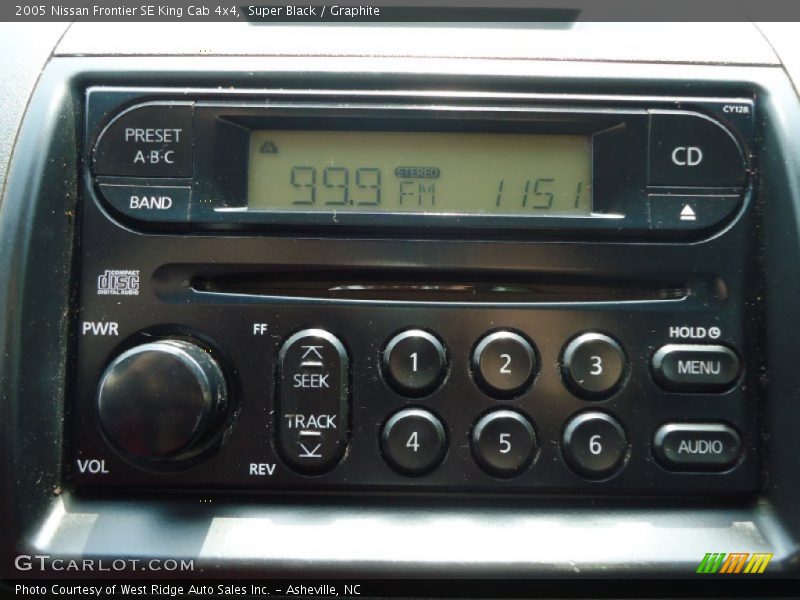 2005 Nissan Frontier SE King Cab 4x4, Super Black / Graphite
CY12B
PRESET
A·B·C
BAND
A
99.9
STEREO
FM
1151
CD
COMPACT
disc
DIGITAL AUDIO
PWR
VOL
FF
SEEK
TRACK
REV
1
2
3
4
5
6
HOLD
MENU
AUDIO
GTCARLOT.COM
Photo Courtesy of West Ridge Auto Sales Inc. - Asheville, NC